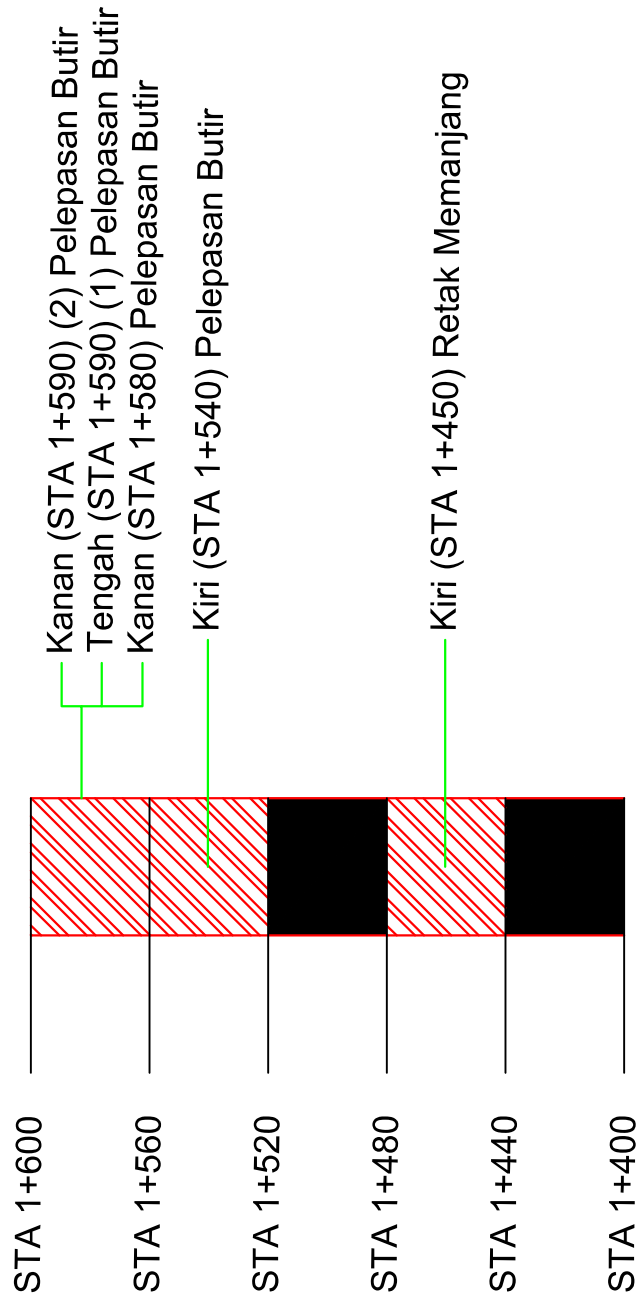 Kanan (STA 1+590) (2) Pelepasan Butir
Tengah (STA 1+590) (1) Pelepasan Butir
Kanan (STA 1+580) Pelepasan Butir
Kiri (STA 1+540) Pelepasan Butir
Kiri (STA 1+450) Retak Memanjang
STA 1+600
STA 1+560
STA 1+520
STA 1+480
STA 1+440
STA 1+400